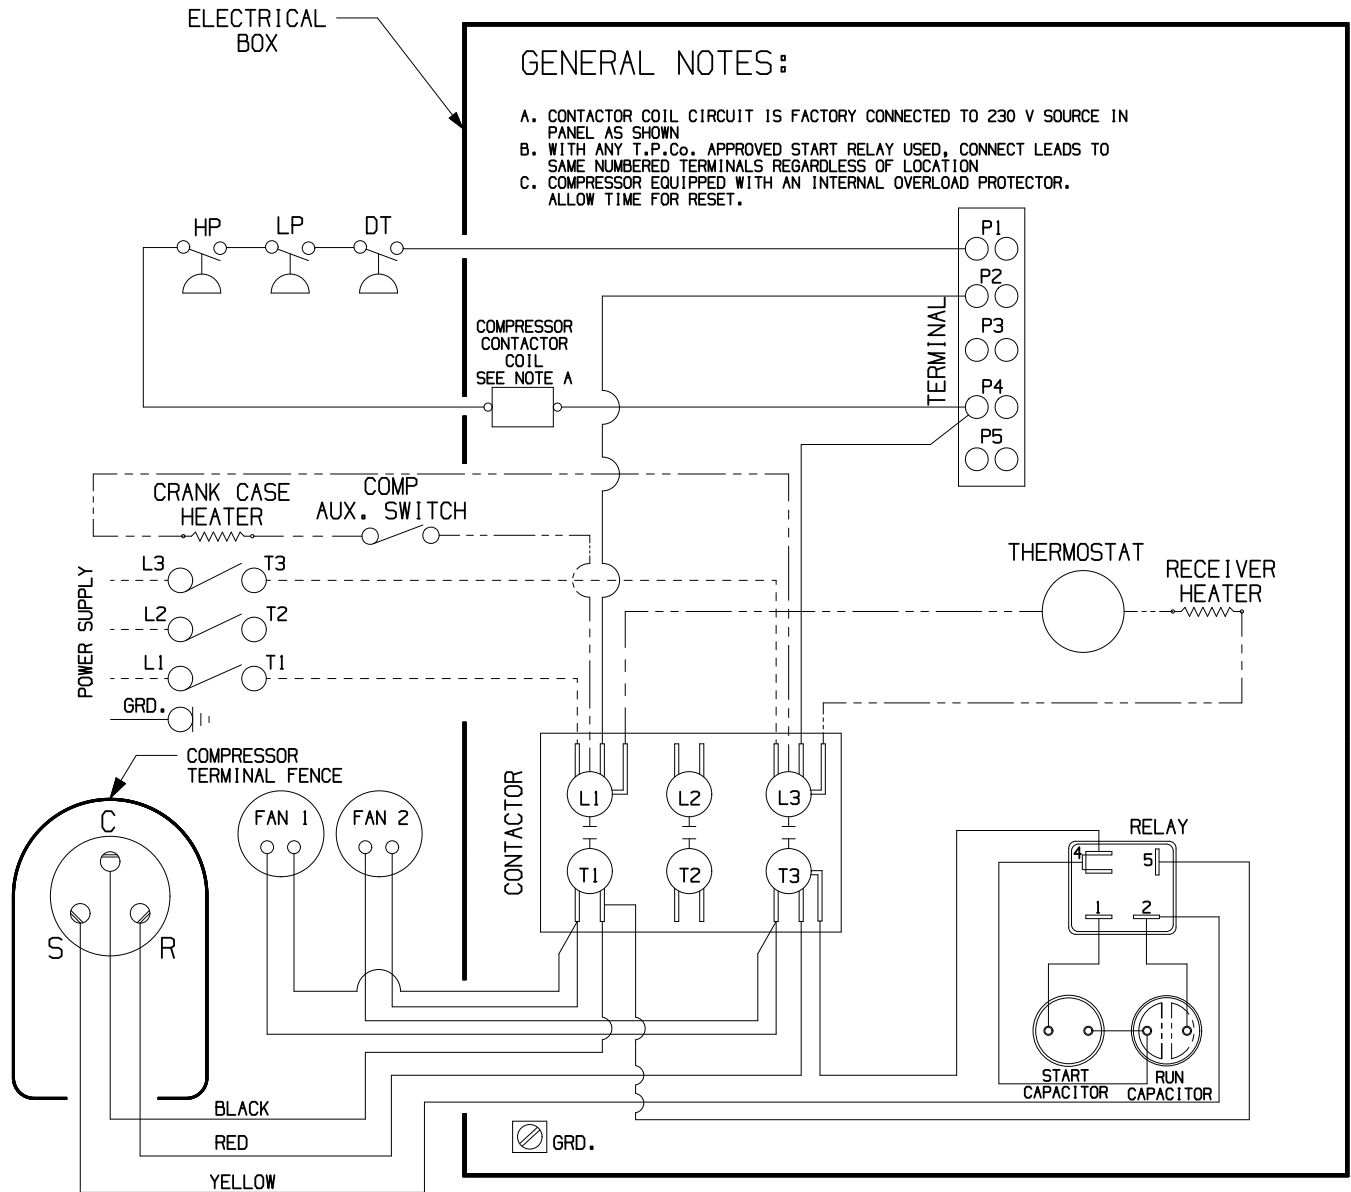 ELECTRICAL
BOX
GENERAL NOTES:
A. CONTACTOR COIL CIRCUIT IS FACTORY CONNECTED TO 230 V SOURCE IN
PANEL AS SHOWN
B. WITH ANY T.P.Co. APPROVED START RELAY USED, CONNECT LEADS TO
SAME NUMBERED TERMINALS REGARDLESS OF LOCATION
C. COMPRESSOR EQUIPPED WITH AN INTERNAL OVERLOAD PROTECTOR.
ALLOW TIME FOR RESET.
HP
LP
DT
P1
P2
P3
P4
P5
TERMINAL
COMPRESSOR
CONTACTOR
COIL
SEE NOTE A
CRANK CASE
HEATER
COMP
AUX. SWITCH
POWER SUPPLY
L3
T3
L2
T2
L1
T1
GRD.
THERMOSTAT
RECEIVER
HEATER
COMPRESSOR
TERMINAL FENCE
C
S
R
FAN 1
FAN 2
CONTACTOR
L1
L2
L3
T1
T2
T3
RELAY
4
5
1
2
START
CAPACITOR
RUN
CAPACITOR
BLACK
RED
YELLOW
GRD.